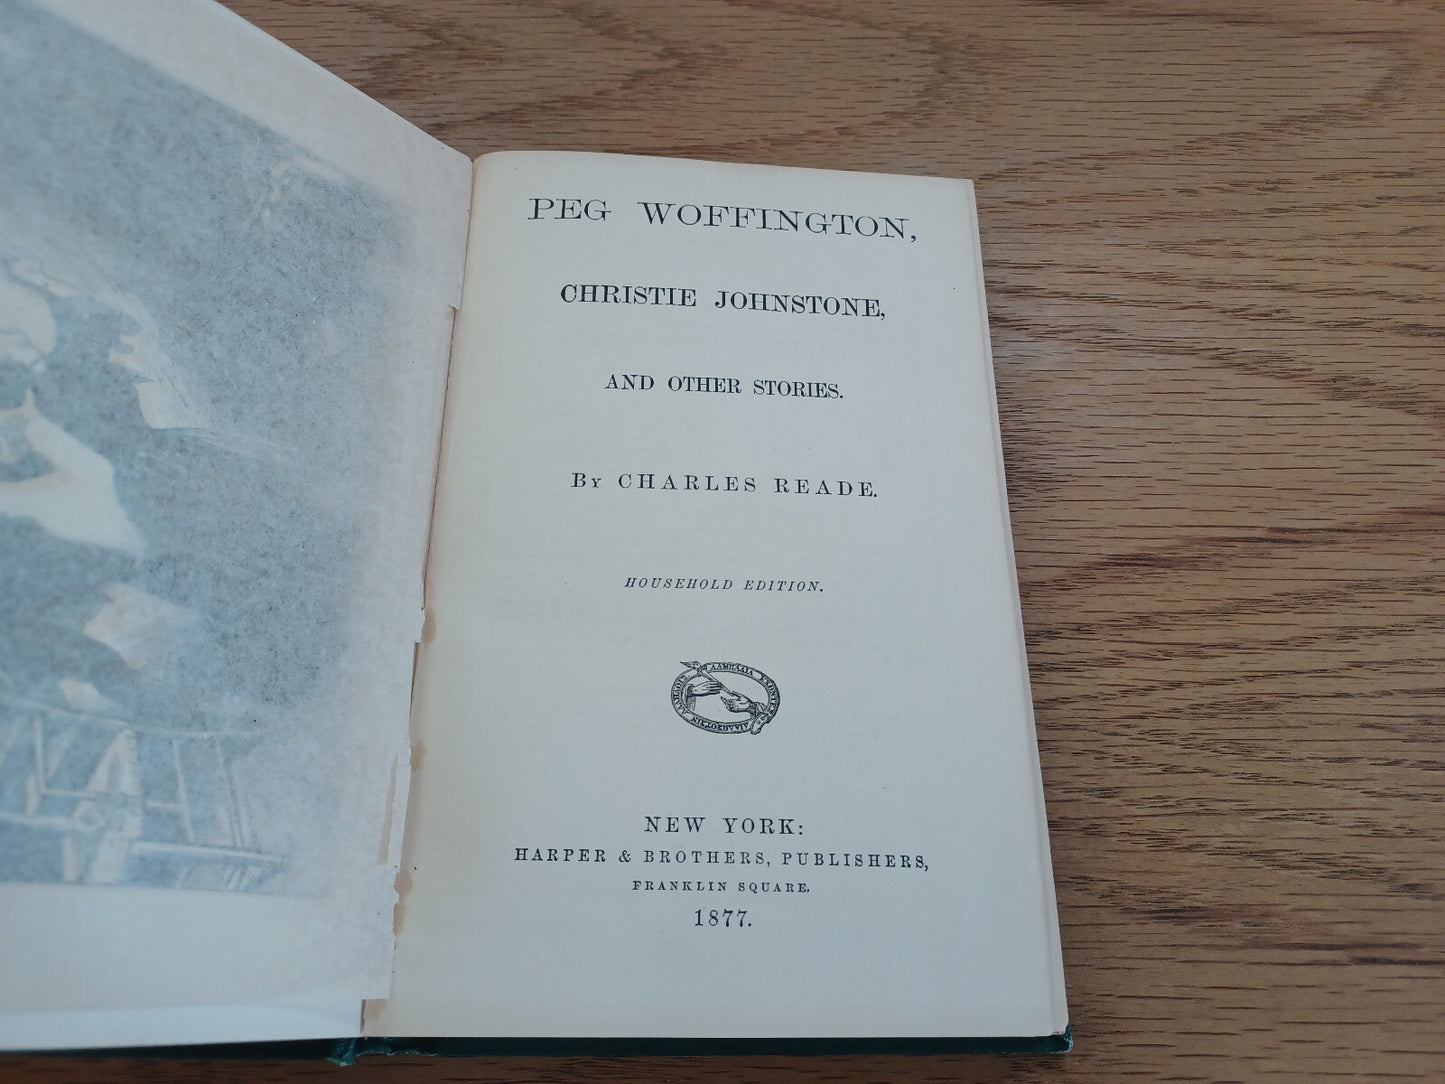 PEG WOFFINGTON,
CHRISTIE JOHNSTONE,
AND OTHER STORIES.
By CHARLES READE.
HOUSEHOLD EDITION.
NEW YORK:
HARPER & BROTHERS, PUBLISHERS,
FRANKLIN SQUARE.
1877.